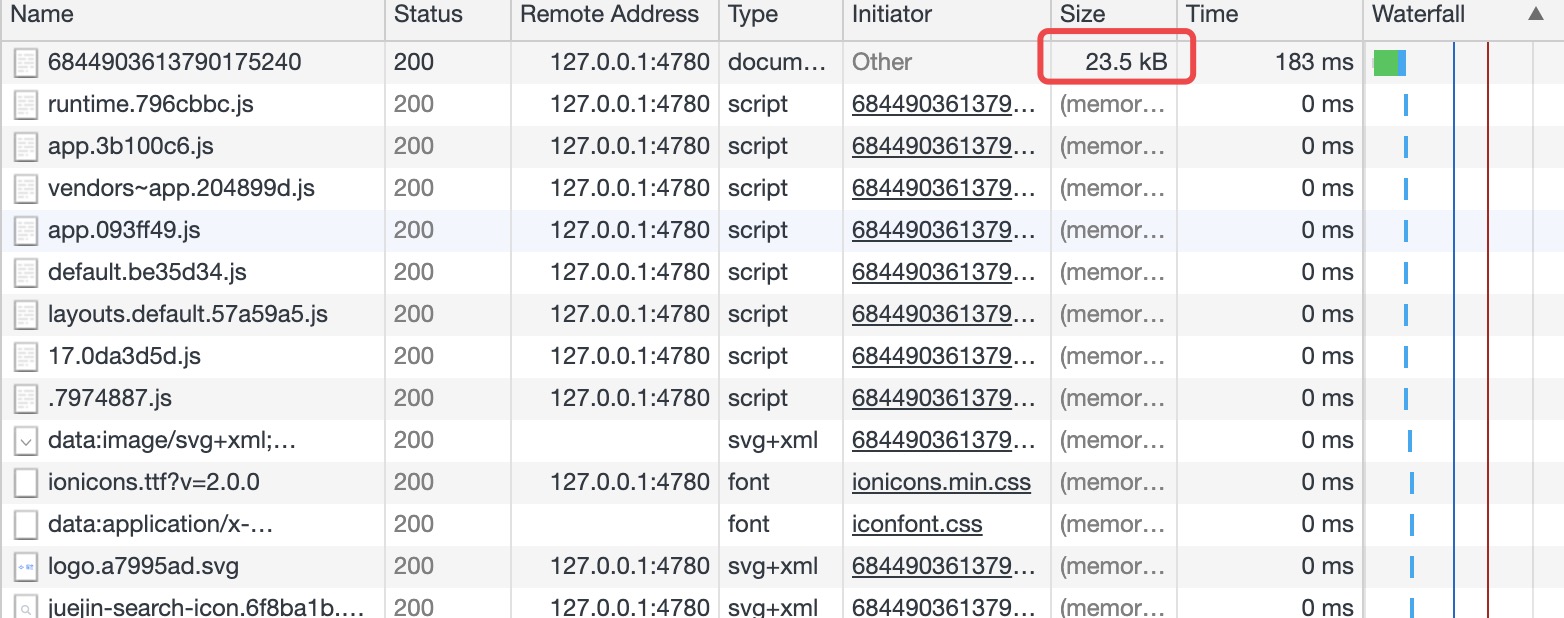 Name Status Remote Address Type Initiator Size Time Waterfall ▲
6844903613790175240 200 127.0.0.1:4780 docum... Other 23.5 kB 183 ms
runtime.796cbbc.js 200 127.0.0.1:4780 script 684490361379... (memor... 0 ms
app.3b100c6.js 200 127.0.0.1:4780 script 684490361379... (memor... 0 ms
vendors~app.204899d.js 200 127.0.0.1:4780 script 684490361379... (memor... 0 ms
app.093ff49.js 200 127.0.0.1:4780 script 684490361379... (memor... 0 ms
default.be35d34.js 200 127.0.0.1:4780 script 684490361379... (memor... 0 ms
layouts.default.57a59a5.js 200 127.0.0.1:4780 script 684490361379... (memor... 0 ms
17.0da3d5d.js 200 127.0.0.1:4780 script 684490361379... (memor... 0 ms
.7974887.js 200 127.0.0.1:4780 script 684490361379... (memor... 0 ms
data:image/svg+xml;... 200 svg+xml 684490361379... (memor... 0 ms
ionicons.ttf?v=2.0.0 200 127.0.0.1:4780 font ionicons.min.css (memor... 0 ms
data:application/x-... 200 font iconfont.css (memor... 0 ms
logo.a7995ad.svg 200 127.0.0.1:4780 svg+xml 684490361379... (memor... 0 ms
juejin-search-icon.6f8ba1b.... 200 127.0.0.1:4780 svg+xml 684490361379... (memor... 0 ms